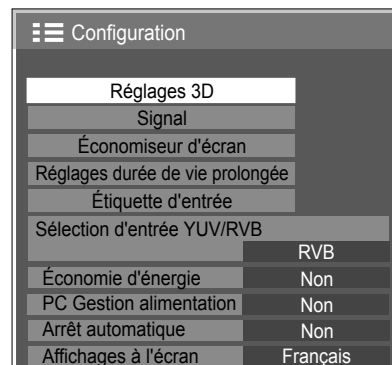 Configuration
Réglages 3D
Signal
Économiseur d'écran
Réglages durée de vie prolongée
Étiquette d'entrée
Sélection d'entrée YUV/RVB
RVB
Économie d'énergie Non
PC Gestion alimentation Non
Arrêt automatique Non
Affichages à l'écran Français